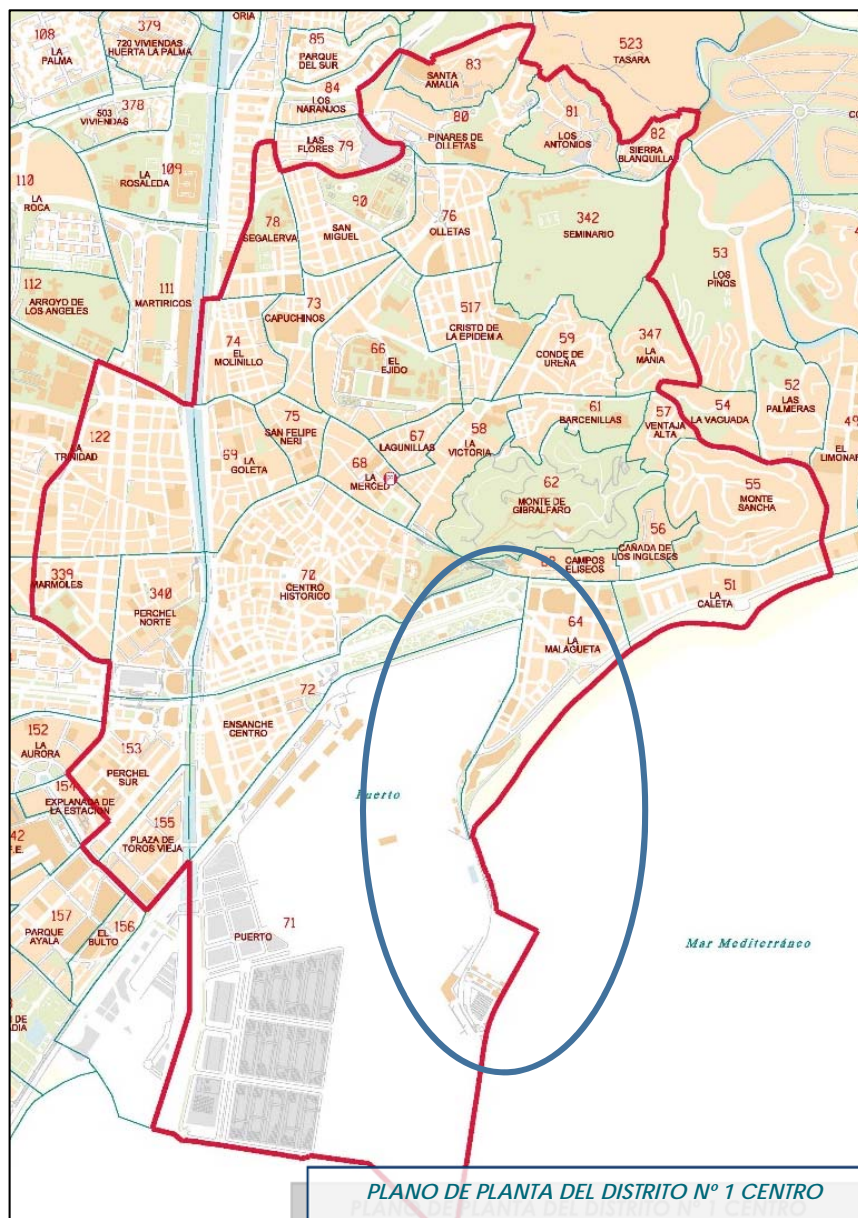 ORIA
108
LA
PALMA
379
720 VIVIENDAS
HUERTA LA PALMA
85
PARQUE
DEL SUR
SANTA
AMALIA
83
523
TASARA
378
503
VIVIENDAS
84
LOS
NARANJOS
LAS
FLORES
79
80
PINARES DE
OLLETAS
81
LOS
ANTONIOS
82
SIERRA
BLANQUILLA
109
LA
ROSALEDA
110
LA
ROCA
90
SAN
MIGUEL
78
SEGALERVA
76
OLLETAS
342
SEMINARIO
53
LOS
PINOS
112
ARROYO DE
LOS ANGELES
111
MARTIRICOS
73
CAPUCHINOS
517
CRISTO DE
LA EPIDEMIA
74
EL
MOLINILLO
66
EL
EJIDO
59
CONDE DE
UREÑA
347
LA
MANIA
52
LAS
PALMERAS
122
LA
TRINIDAD
75
SAN FELIPE
NERI
69
LA
GOLETA
67
LAGUNILLAS
58
LA
VICTORIA
61
BARCENILLAS
57
VENTAJA
ALTA
54
LA VAGUADA
49
EL
LIMONAR
68
LA
MERCED
62
MONTE DE
GIBRALFARO
55
MONTE
SANCHA
56
CAÑADA DE
LOS INGLESES
339
MARMOLES
340
PERCHEL
NORTE
70
CENTRO
HISTORICO
63
CAMPOS
ELISEOS
51
LA
CALETA
64
LA
MALAGUETA
72
ENSANCHE
CENTRO
152
LA
AURORA
153
PERCHEL
SUR
154
EXPLANADA DE
LA ESTACION
155
PLAZA DE
TOROS VIEJA
Puerto
42
F.E.
157
PARQUE
AYALA
156
EL
BULTO
71
PUERTO
Mar Mediterráneo
N DE
ADIA
PLANO DE PLANTA DEL DISTRITO Nº 1 CENTRO